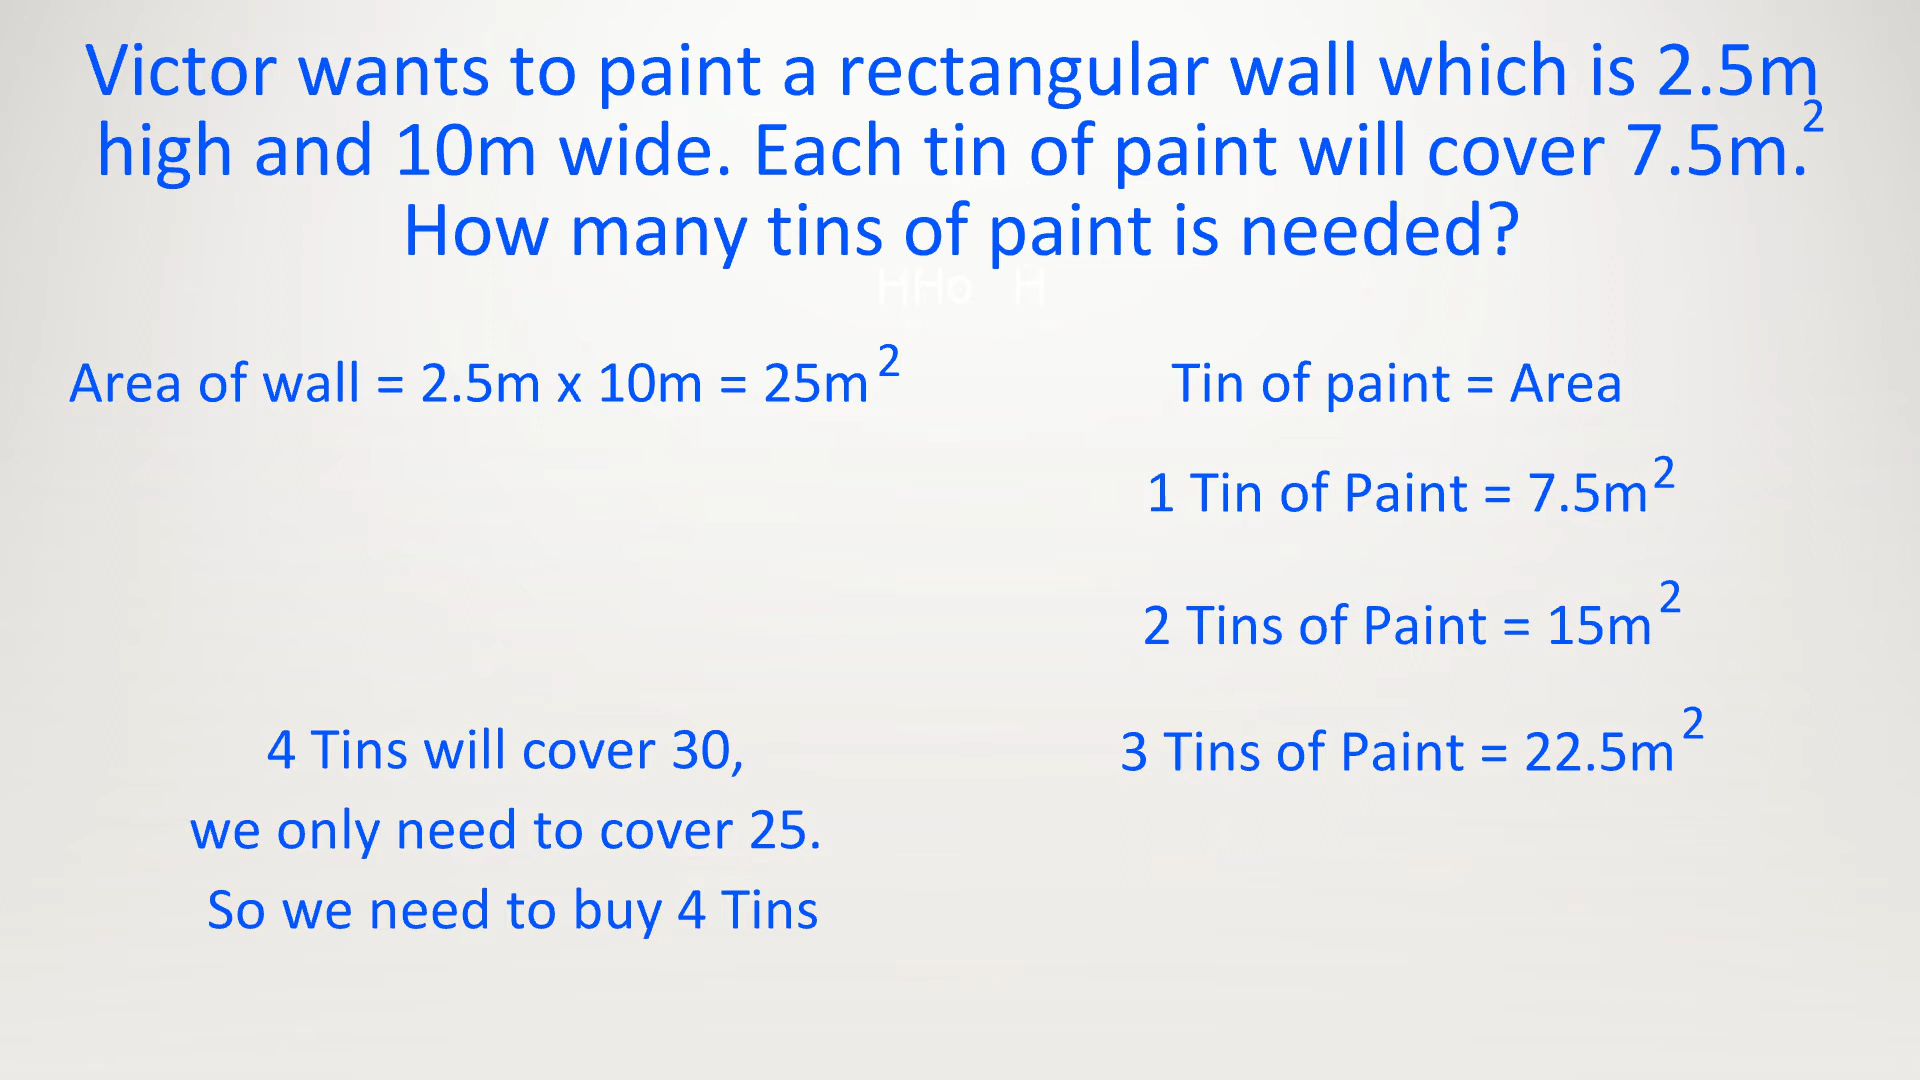 Victor wants to paint a rectangular wall which is 2.5m
high and 10m wide. Each tin of paint will cover 7.5m.²
How many tins of paint is needed?
HHo H
Area of wall = 2.5m x 10m = 25m²
Tin of paint = Area
1 Tin of Paint = 7.5m²
2 Tins of Paint = 15m²
3 Tins of Paint = 22.5m²
4 Tins will cover 30,
we only need to cover 25.
So we need to buy 4 Tins